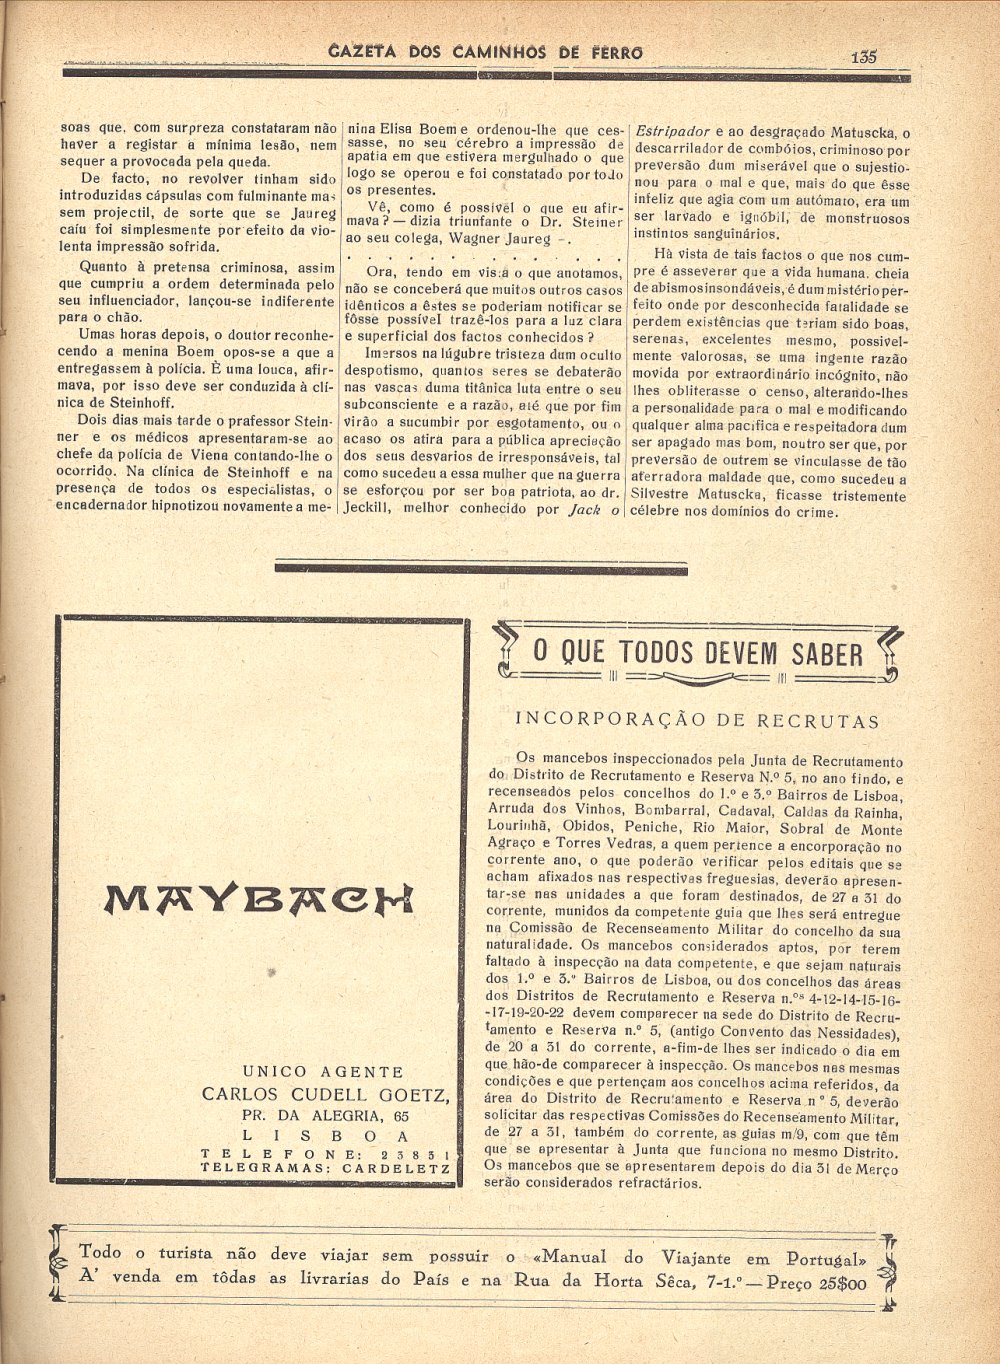 GAZETA DOS CAMINHOS DE FERRO
135
soas que, com surpreza constataram não
haver a registar a mínima lesão, nem
sequer a provocada pela queda.
De facto, no revolver tinham sido
introduzidas cápsulas com fulminante mas
sem projectil, de sorte que se Jaureg
caíu foi simplesmente por efeito da vio-
lenta impressão sofrida.
Quanto à pretensa criminosa, assim
que cumpriu a ordem determinada pelo
seu influenciador, lançou-se indiferente
para o chão.
Umas horas depois, o doutor reconhe-
cendo a menina Boem opos-se a que a
entregassem à polícia. È uma louca, afir-
mava, por isso deve ser conduzida à clí-
nica de Steinhoff.
Dois dias mais tarde o prafessor Stein-
ner e os médicos apresentaram-se ao
chefe da polícia de Viena contando-lhe o
ocorrido. Na clínica de Steinhoff e na
presença de todos os especialistas, o
encadernador hipnotizou novamente a me-
nina Elisa Boem e ordenou-lhe que ces-
sasse, no seu cérebro a impressão de
apatia em que estivera mergulhado o que
logo se operou e foi constatado por todo
os presentes.
Vê, como é possível o que eu afir-
mava? — dizia triunfante o Dr. Steiner
ao seu colega, Wagner Jaureg –.
. . . . . . . . . . . . . .
Ora, tendo em vista o que anotamos,
não se conceberá que muitos outros casos
idênticos a êstes se poderiam notificar se
fôsse possível trazê-los para a luz clara
e superficial dos factos conhecidos?
Imersos na lúgubre tristeza dum oculto
despotismo, quantos seres se debaterão
nas vascas duma titânica luta entre o seu
subconsciente e a razão, até que por fim
virão a sucumbir por esgotamento, ou o
acaso os atira para a pública apreciação
dos seus desvarios de irresponsáveis, tal
como sucedeu a essa mulher que na guerra
se esforçou por ser boa patriota, ao dr.
Jeckill, melhor conhecido por Jack o
Estripador e ao desgraçado Matuscka, o
descarrilador de combóios, criminoso por
preversão dum miserável que o sujestio-
nou para o mal e que, mais do que êsse
infeliz que agia com um autómato, era um
ser larvado e ignóbil, de monstruosos
instintos sanguinários.
Hà vista de tais factos o que nos cum-
pre é asseverar que a vida humana, cheia
de abismos insondáveis, é dum mistério per-
feito onde por desconhecida fatalidade se
perdem existências que teriam sido boas,
serenas, excelentes mesmo, possivel-
mente valorosas, se uma ingente razão
movida por extraordinário incógnito, não
lhes obliterasse o censo, alterando-lhes
a personalidade para o mal e modificando
qualquer alma pacífica e respeitadora dum
ser apagado mas bom, noutro ser que, por
preversão de outrem se vinculasse de tão
aferradora maldade que, como sucedeu a
Silvestre Matuscka, ficasse tristemente
célebre nos domínios do crime.
MAYBACH
UNICO AGENTE
CARLOS CUDELL GOETZ,
PR. DA ALEGRIA, 65
LISBOA
TELEFONE: 23851
TELEGRAMAS: CARDELETZ
O QUE TODOS DEVEM SABER
INCORPORAÇÃO DE RECRUTAS
Os mancebos inspeccionados pela Junta de Recrutamento
do Distrito de Recrutamento e Reserva N.º 5, no ano findo, e
recenseados pelos concelhos do 1.º e 3.º Bairros de Lisboa,
Arruda dos Vinhos, Bombarral, Cadaval, Caldas da Rainha,
Lourinhã, Obidos, Peniche, Rio Maior, Sobral de Monte
Agraço e Torres Vedras, a quem pertence a encorporação no
corrente ano, o que poderão verificar pelos editais que se
acham afixados nas respectivas freguesias, deverão apresen-
tar-se nas unidades a que foram destinados, de 27 a 31 do
corrente, munidos da competente guia que lhes será entregue
na Comissão de Recenseamento Militar do concelho da sua
naturalidade. Os mancebos considerados aptos, por terem
faltado à inspecção na data competente, e que sejam naturais
dos 1.º e 3.º Bairros de Lisboa, ou dos concelhos das áreas
dos Distritos de Recrutamento e Reserva n.ºs 4-12-14-15-16-
-17-19-20-22 devem comparecer na sede do Distrito de Recru-
tamento e Reserva n.º 5, (antigo Convento das Nessidades),
de 20 a 31 do corrente, a-fim-de lhes ser indicado o dia em
que hão-de comparecer à inspecção. Os mancebos nas mesmas
condições e que pertençam aos concelhos acima referidos, da
área do Distrito de Recrutamento e Reserva n º 5, deverão
solicitar das respectivas Comissões do Recenseamento Militar,
de 27 a 31, também do corrente, as guias m/9, com que têm
que se apresentar à Junta que funciona no mesmo Distrito.
Os mancebos que se apresentarem depois do dia 31 de Março
serão considerados refractários.
Todo o turista não deve viajar sem possuir o «Manual do Viajante em Portugal»
A' venda em tôdas as livrarias do País e na Rua da Horta Sêca, 7-1.º — Preço 25$00